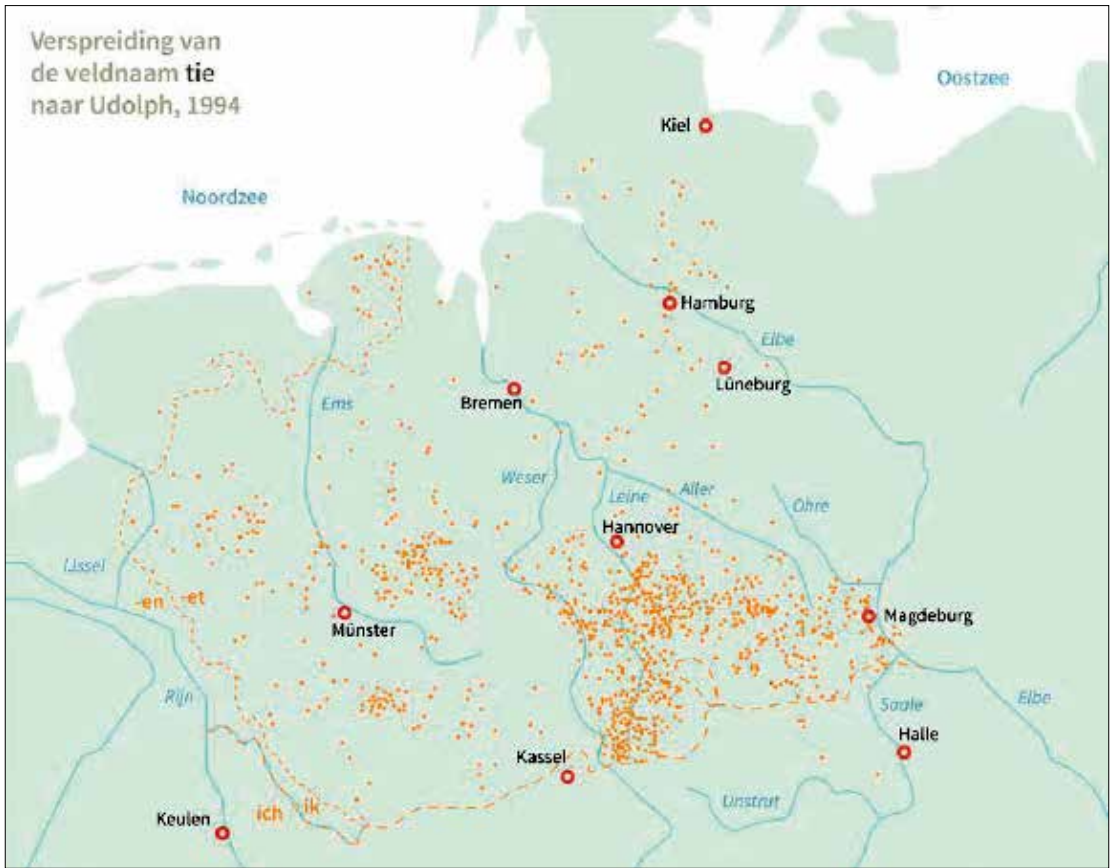 Verspreiding van
de veldnaam tie
naar Udolph, 1994
Oostzee
Kiel
Noordzee
Hamburg
Elbe
Lüneburg
Bremen
Ems
Weser
Leine
Aller
Ohre
Hannover
IJssel
-en -et
Münster
Magdeburg
Rijn
Saale
Elbe
Halle
Kassel
Unstrut
ich ik
Keulen